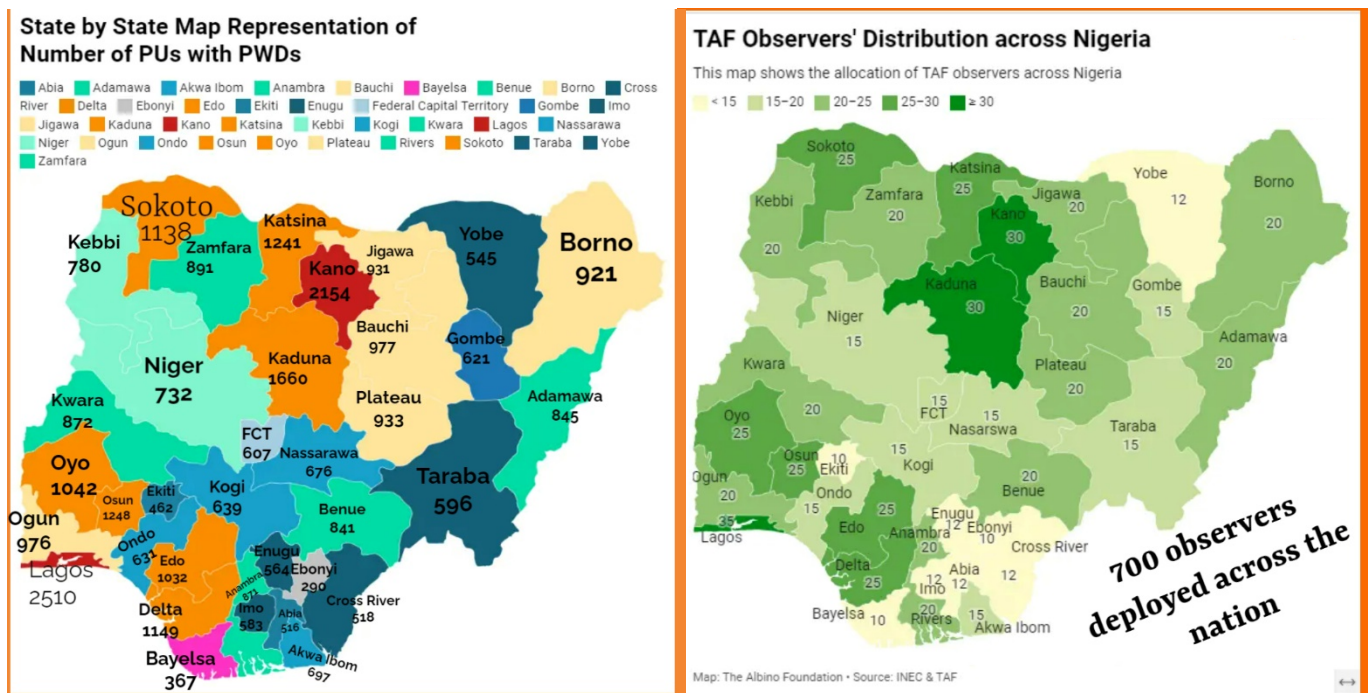 State by State Map Representation of
Number of PUs with PWDs
Abia Adamawa Akwa Ibom Anambra Bauchi Bayelsa Benue Borno Cross
River Delta Ebonyi Edo Ekiti Enugu Federal Capital Territory Gombe Imo
Jigawa Kaduna Kano Katsina Kebbi Kogi Kwara Lagos Nassarawa
Niger Ogun Ondo Osun Oyo Plateau Rivers Sokoto Taraba Yobe
Zamfara
Sokoto
1138
Kebbi
780
Zamfara
891
Katsina
1241
Kano
2154
Jigawa
931
Yobe
545
Borno
921
Bauchi
977
Gombe
621
Niger
732
Kaduna
1660
Plateau
933
Adamawa
845
Kwara
872
FCT
607
Nassarawa
676
Taraba
596
Oyo
1042
Osun
1248
Ekiti
462
Kogi
639
Benue
841
Ogun
976
Ondo
631
Lagos
2510
Edo
1032
Enugu
564
Ebonyi
290
Anambra
871
Cross River
518
Delta
1149
Imo
583
Abia
516
Bayelsa
367
Akwa Ibom
697
TAF Observers' Distribution across Nigeria
This map shows the allocation of TAF observers across Nigeria
< 15 15–20 20–25 25–30 ≥ 30
Sokoto
25
Katsina
25
Kebbi
20
Zamfara
20
Kano
30
Jigawa
20
Yobe
12
Borno
20
Kaduna
30
Bauchi
20
Gombe
15
Niger
15
Adamawa
20
Kwara
20
Plateau
20
15
FCT
15
Nasarswa
Taraba
15
Oyo
25
Osun
25
10
Ekiti
15
Kogi
20
Benue
Ogun
20
Ondo
15
35
Lagos
25
Edo
Enugu
12
Ebonyi
10
Anambra
20
Cross River
12
Delta
25
12
Imo
Abia
12
Bayelsa
10
20
Rivers
15
Akwa Ibom
700 observers
deployed across the
nation
Map: The Albino Foundation • Source: INEC & TAF